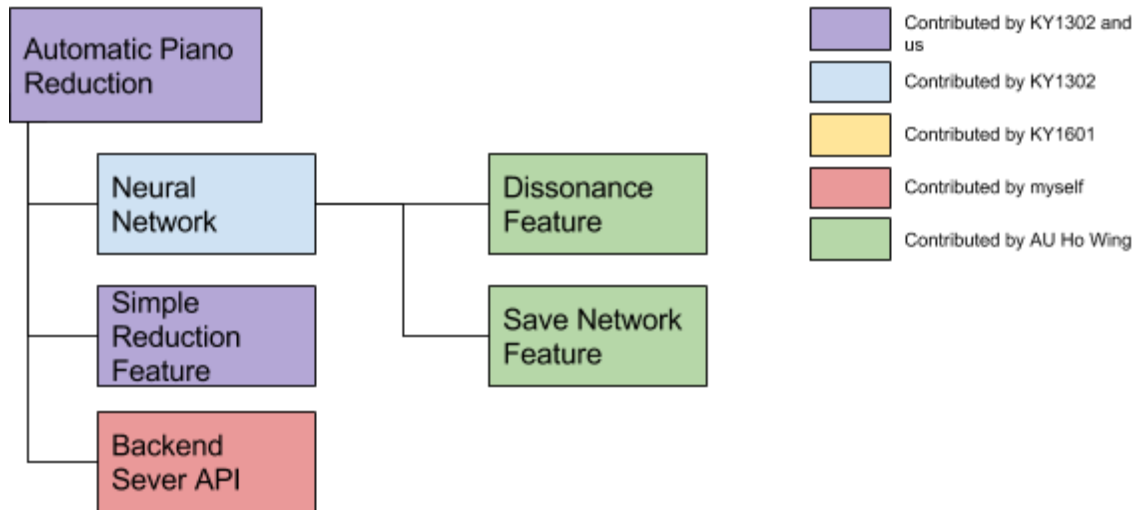 Automatic Piano
Reduction
Neural
Network
Dissonance
Feature
Simple
Reduction
Feature
Save Network
Feature
Backend
Sever API
Contributed by KY1302 and
us
Contributed by KY1302
Contributed by KY1601
Contributed by myself
Contributed by AU Ho Wing